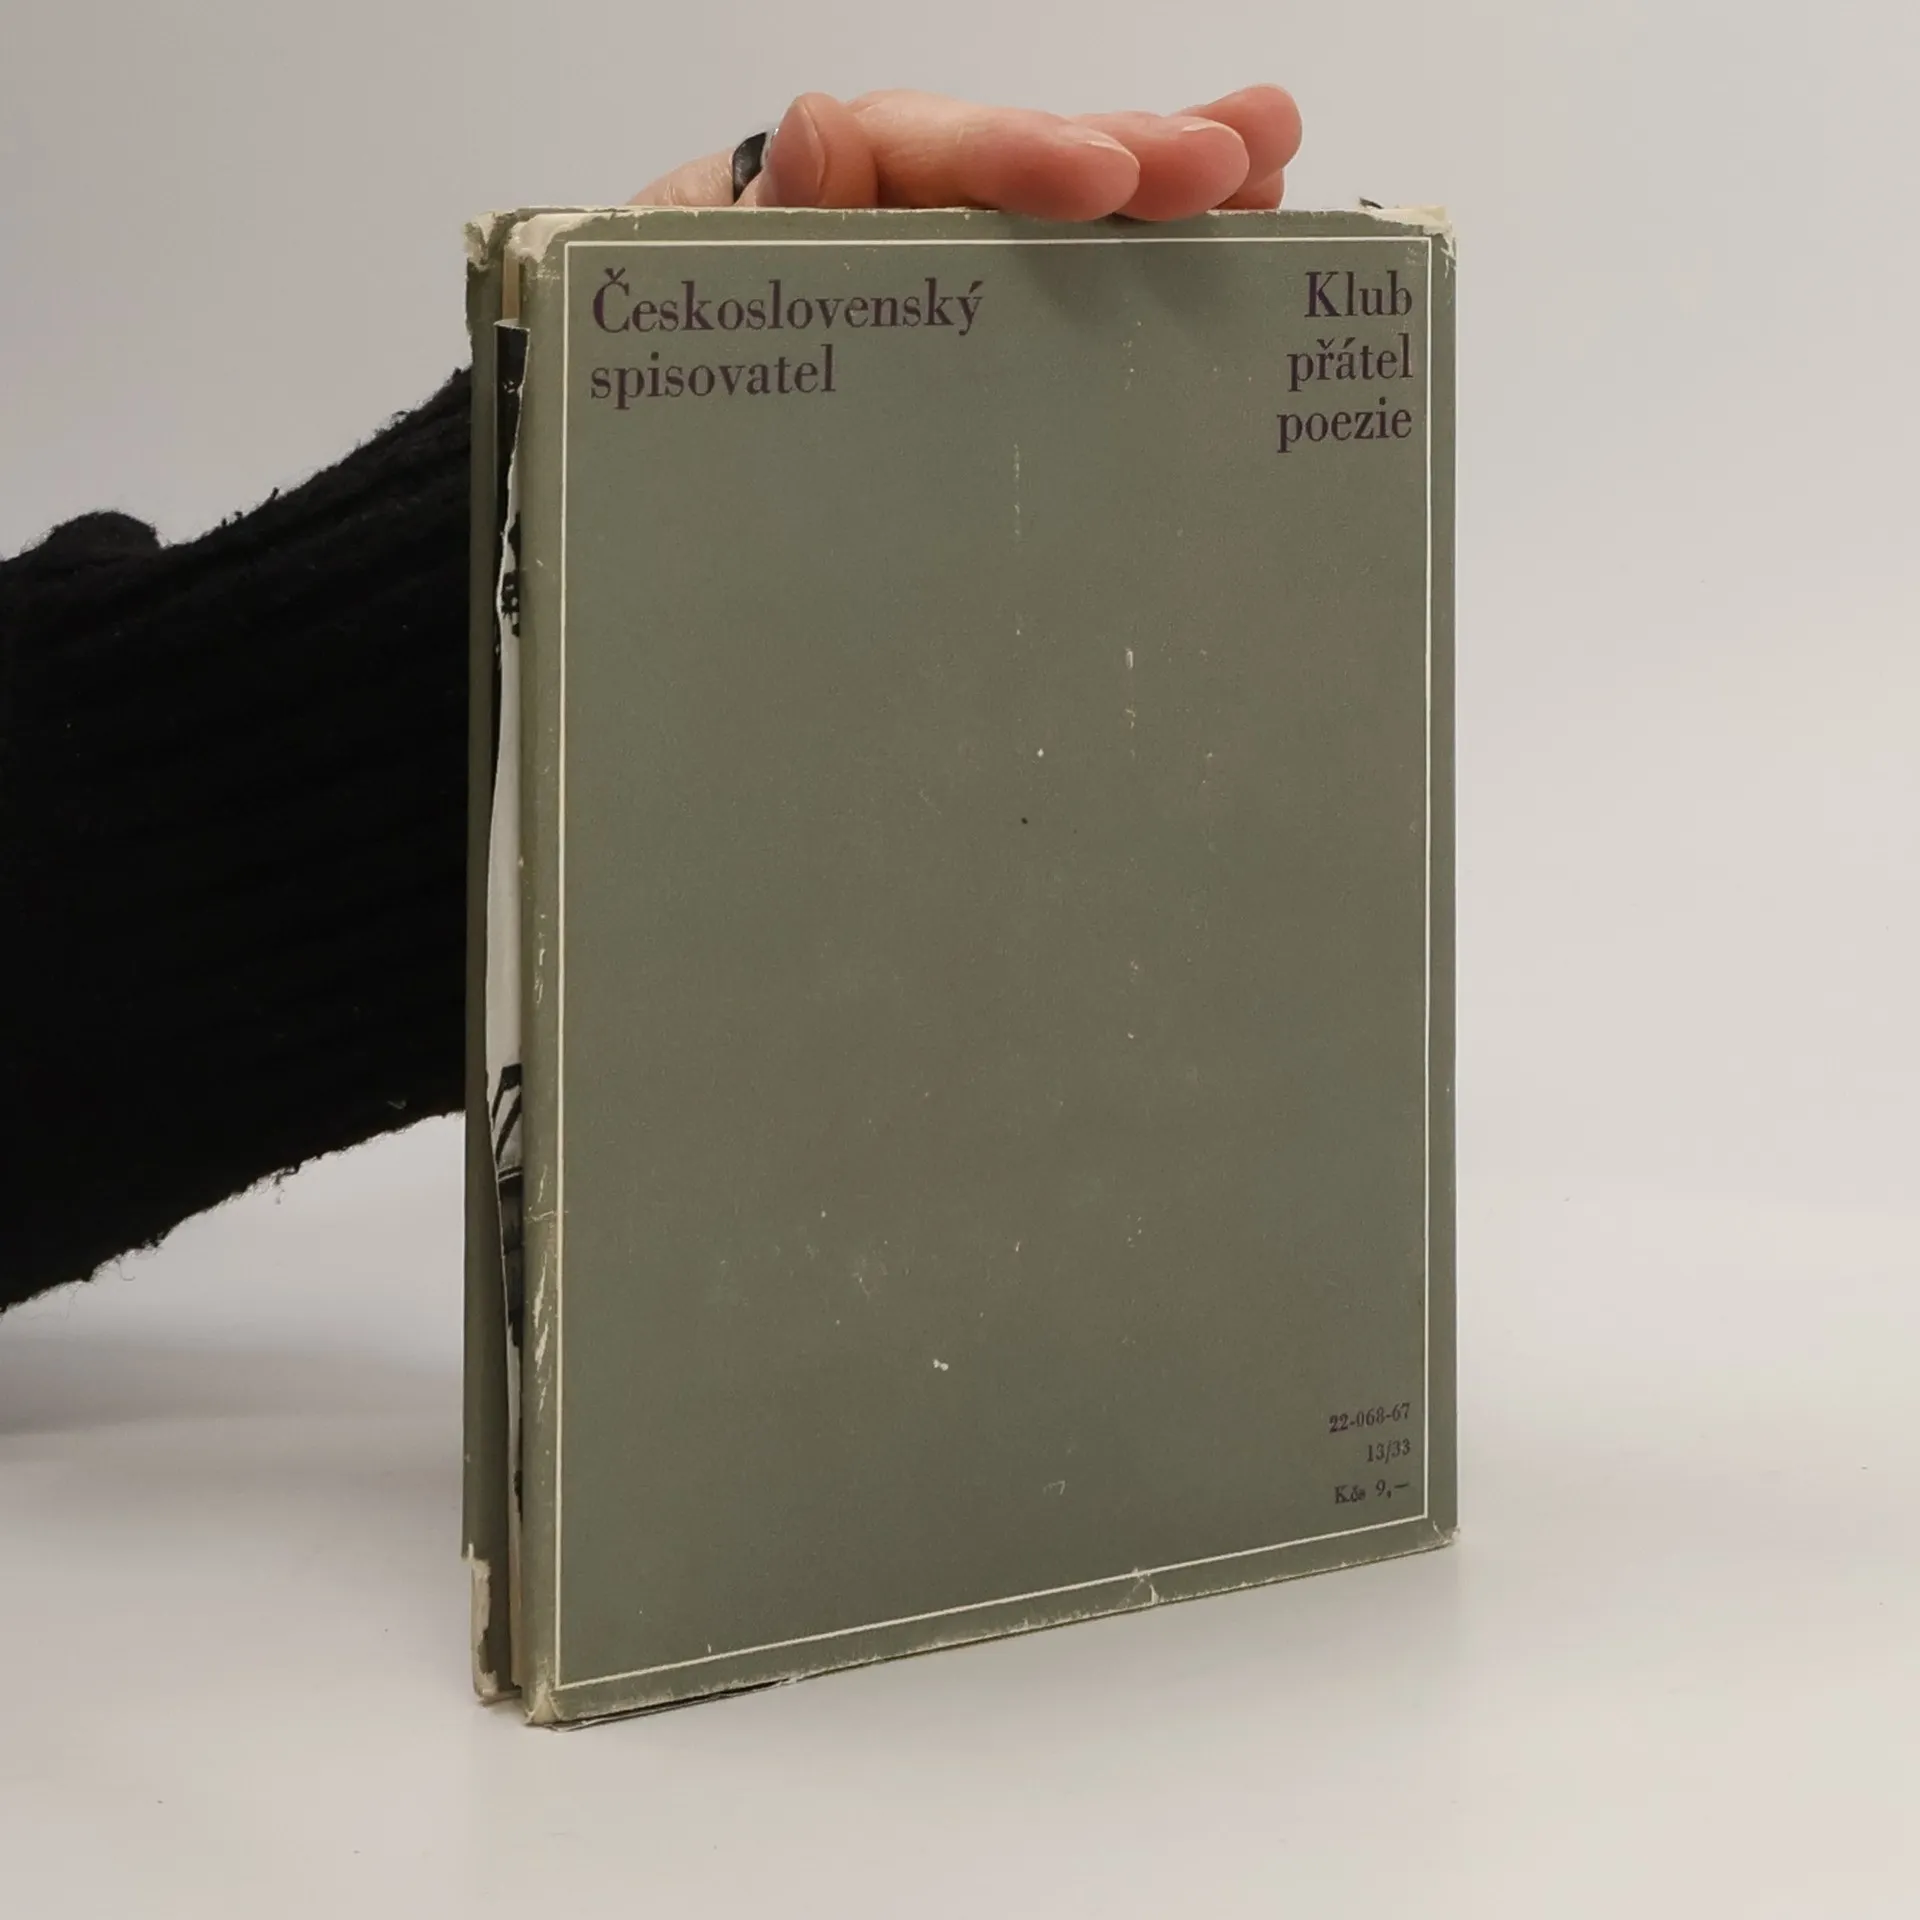 Československý
spisovatel
Klub
přátel
poezie
22-068-67
13/33
Kčs 9,—